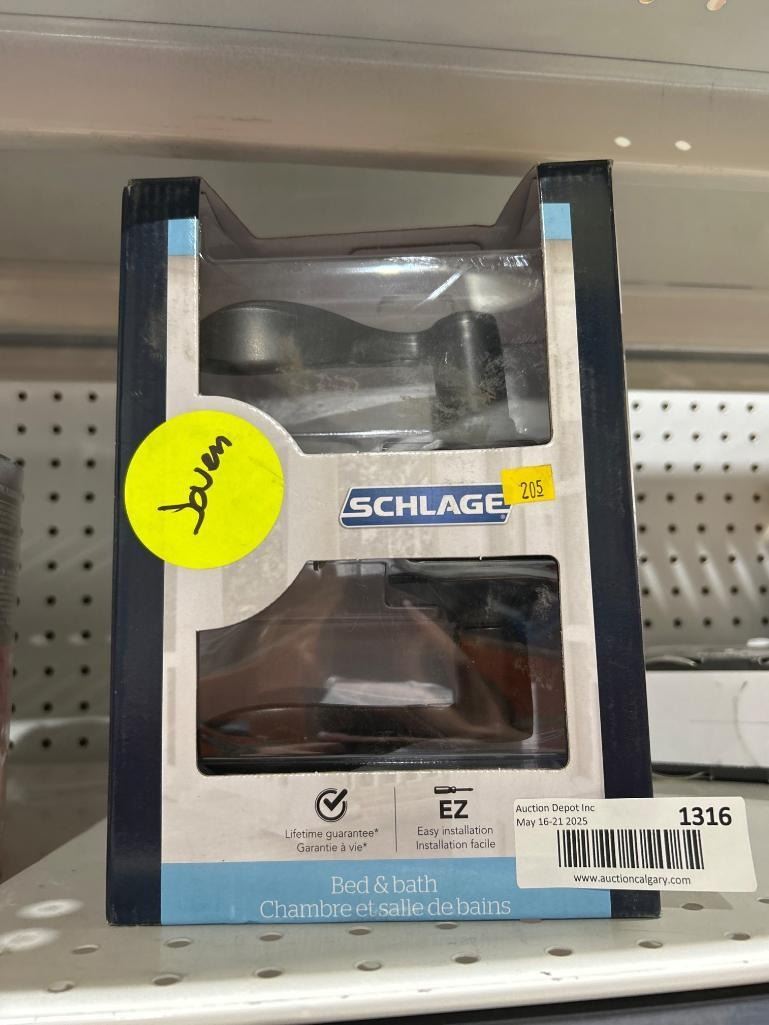 Joven
SCHLAGE
205
Lifetime guarantee*
Garantie à vie*
EZ
Easy installation
Installation facile
Auction Depot Inc
May 16-21 2025
1316
www.auctioncalgary.com
Bed & bath
Chambre et salle de bains